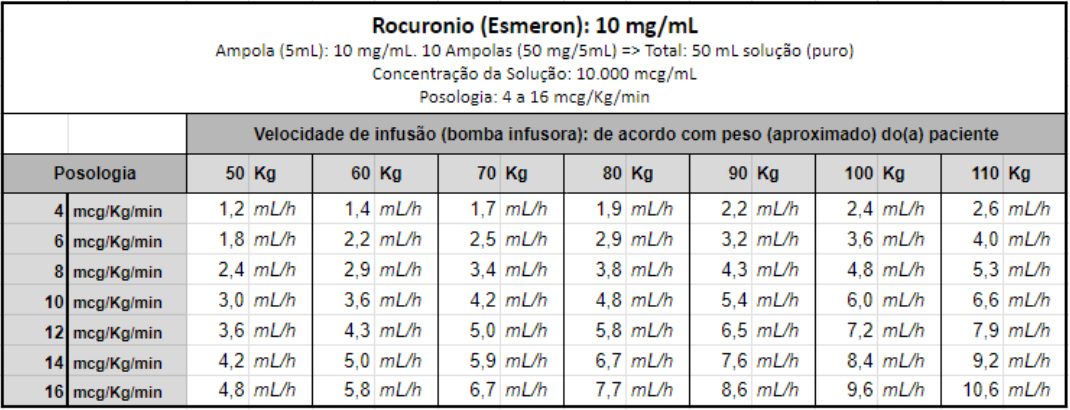 Rocuronio (Esmeron): 10 mg/mL
Ampola (5mL): 10 mg/mL. 10 Ampolas (50 mg/5mL) => Total: 50 mL solução (puro)
Concentração da Solução: 10.000 mcg/mL
Posologia: 4 a 16 mcg/Kg/min
Velocidade de infusão (bomba infusora): de acordo com peso (aproximado) do(a) paciente
Posologia 50 Kg 60 Kg 70 Kg 80 Kg 90 Kg 100 Kg 110 Kg
4 mcg/Kg/min 1,2 mL/h 1,4 mL/h 1,7 mL/h 1,9 mL/h 2,2 mL/h 2,4 mL/h 2,6 mL/h
6 mcg/Kg/min 1,8 mL/h 2,2 mL/h 2,5 mL/h 2,9 mL/h 3,2 mL/h 3,6 mL/h 4,0 mL/h
8 mcg/Kg/min 2,4 mL/h 2,9 mL/h 3,4 mL/h 3,8 mL/h 4,3 mL/h 4,8 mL/h 5,3 mL/h
10 mcg/Kg/min 3,0 mL/h 3,6 mL/h 4,2 mL/h 4,8 mL/h 5,4 mL/h 6,0 mL/h 6,6 mL/h
12 mcg/Kg/min 3,6 mL/h 4,3 mL/h 5,0 mL/h 5,8 mL/h 6,5 mL/h 7,2 mL/h 7,9 mL/h
14 mcg/Kg/min 4,2 mL/h 5,0 mL/h 5,9 mL/h 6,7 mL/h 7,6 mL/h 8,4 mL/h 9,2 mL/h
16 mcg/Kg/min 4,8 mL/h 5,8 mL/h 6,7 mL/h 7,7 mL/h 8,6 mL/h 9,6 mL/h 10,6 mL/h